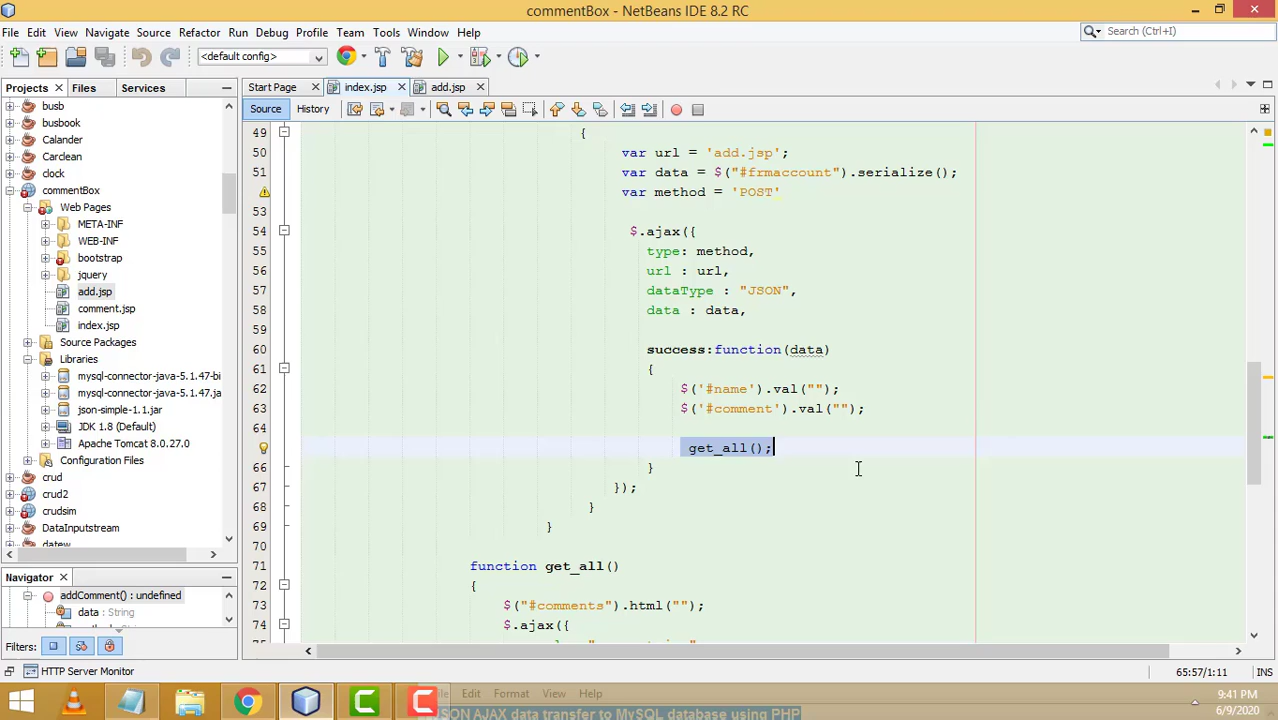 commentBox - NetBeans IDE 8.2 RC
File Edit View Navigate Source Refactor Run Debug Profile Team Tools Window Help
Search (Ctrl+I)
<default config>
Projects Files Services
Start Page index.jsp add.jsp
Source History
busb
busbook
Calander
Carclean
clock
commentBox
Web Pages
META-INF
WEB-INF
bootstrap
jquery
add.jsp
comment.jsp
index.jsp
Source Packages
Libraries
mysql-connector-java-5.1.47-bi
mysql-connector-java-5.1.47.ja
json-simple-1.1.jar
JDK 1.8 (Default)
Apache Tomcat 8.0.27.0
Configuration Files
crud
crud2
crudsim
DataInputstream
datew
49 {
50 var url = 'add.jsp';
51 var data = $("#frmaccount").serialize();
var method = 'POST'
53
54 $.ajax({
55 type: method,
56 url : url,
57 dataType : "JSON",
58 data : data,
59
60 success:function(data)
61 {
62 $('#name').val("");
63 $('#comment').val("");
64
get_all();
66 }
67 });
68 }
69 }
70
71 function get_all()
72 {
73 $("#comments").html("");
74 $.ajax({
Navigator
addComment() : undefined
data : String
Filters:
HTTP Server Monitor
65:57/1:11 INS
File Edit Format View Help
JSON AJAX data transfer to MySQL database using PHP
9:41 PM
6/9/2020